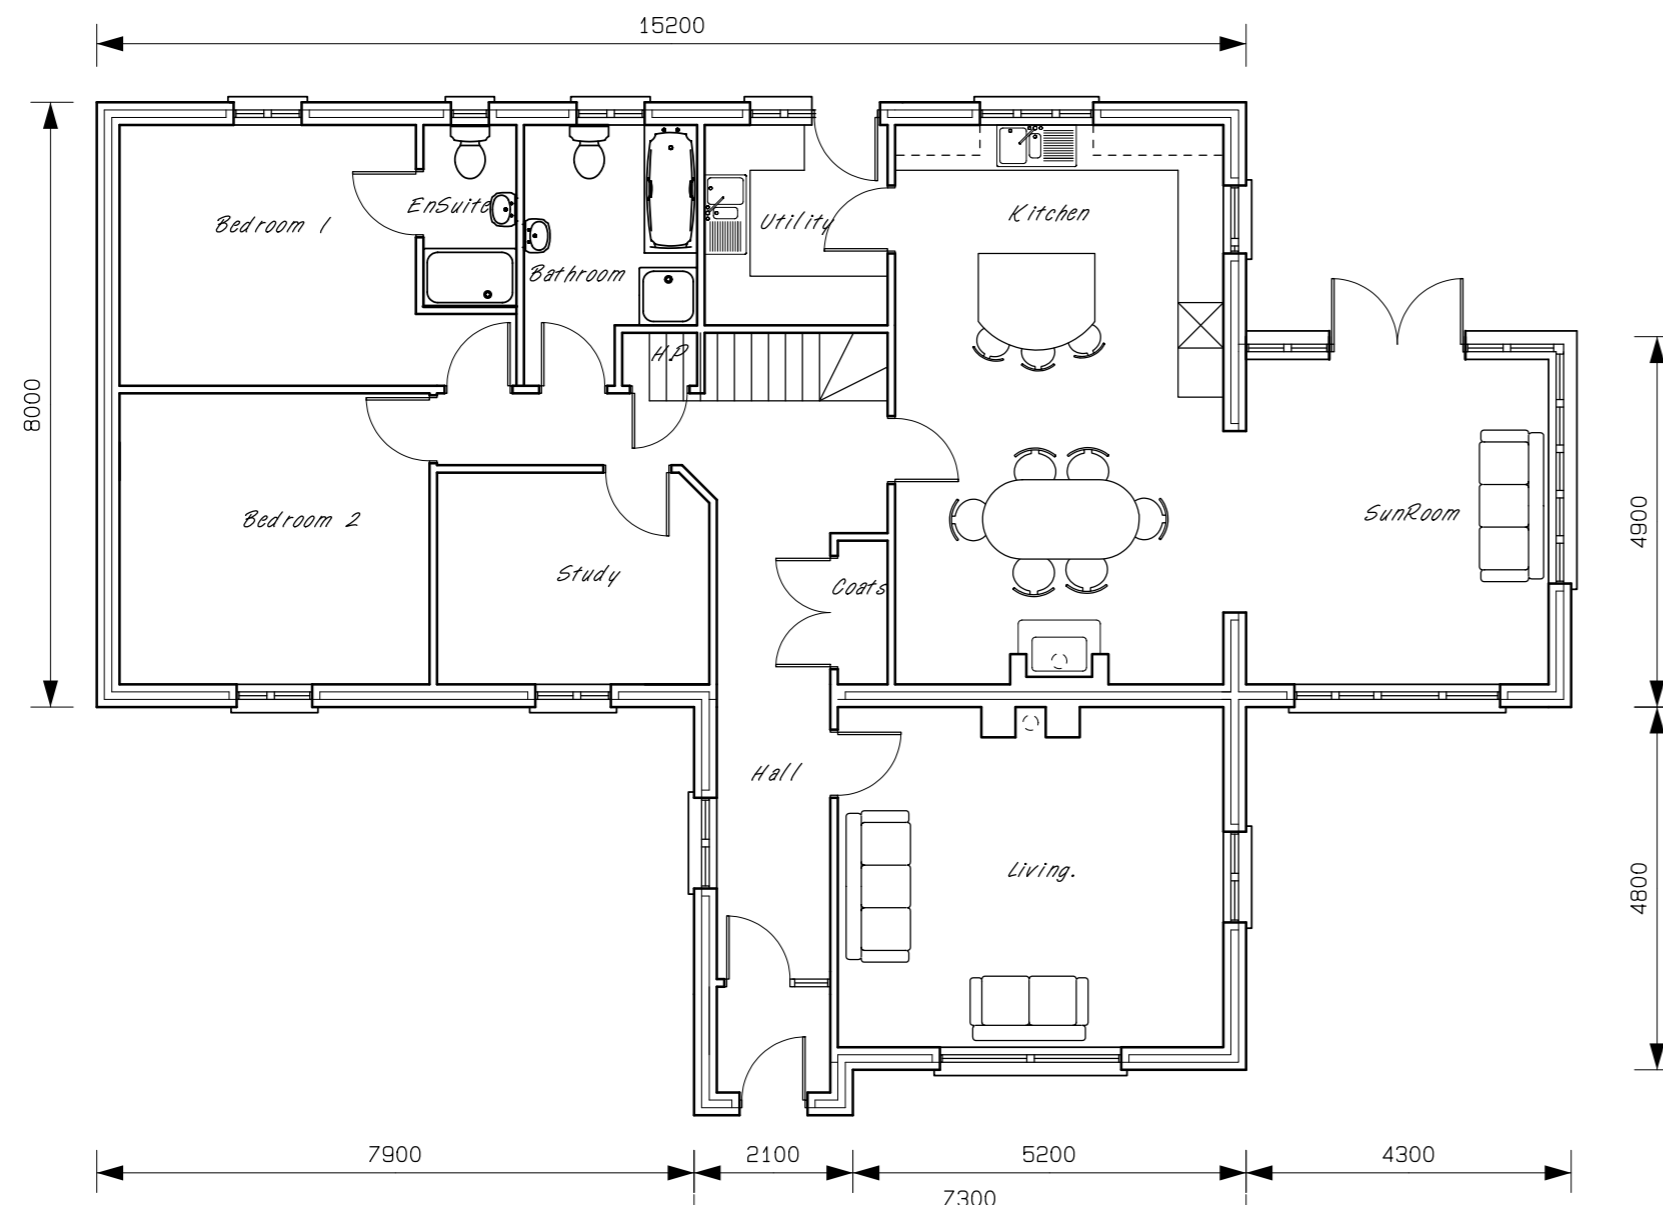 15200
8000
Bedroom 1
EnSuite
Bathroom
Utility
Kitchen
H.P
Bedroom 2
Study
Coats
SunRoom
4900
Hall
Living.
4800
7900
2100
5200
4300
7300